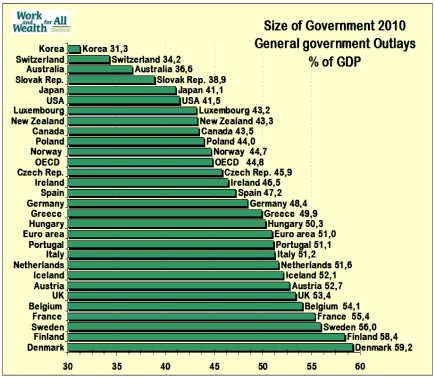 Work
and for All
Wealth
Size of Government 2010
General government Outlays
% of GDP
Korea Korea 31,3
Switzerland Switzerland 34,2
Australia Australia 36,6
Slovak Rep. Slovak Rep. 38,9
Japan Japan 41,1
USA USA 41,5
Luxembourg Luxembourg 43,2
New Zealand New Zealand 43,3
Canada Canada 43,5
Poland Poland 44,0
Norway Norway 44,7
OECD OECD 44,8
Czech Rep. Czech Rep. 45,9
Ireland Ireland 46,5
Spain Spain 47,2
Germany Germany 48,4
Greece Greece 49,9
Hungary Hungary 50,3
Euro area Euro area 51,0
Portugal Portugal 51,1
Italy Italy 51,2
Netherlands Netherlands 51,6
Iceland Iceland 52,1
Austria Austria 52,7
UK UK 53,4
Belgium Belgium 54,1
France France 55,4
Sweden Sweden 56,0
Finland Finland 58,4
Denmark Denmark 59,2
30 35 40 45 50 55 60